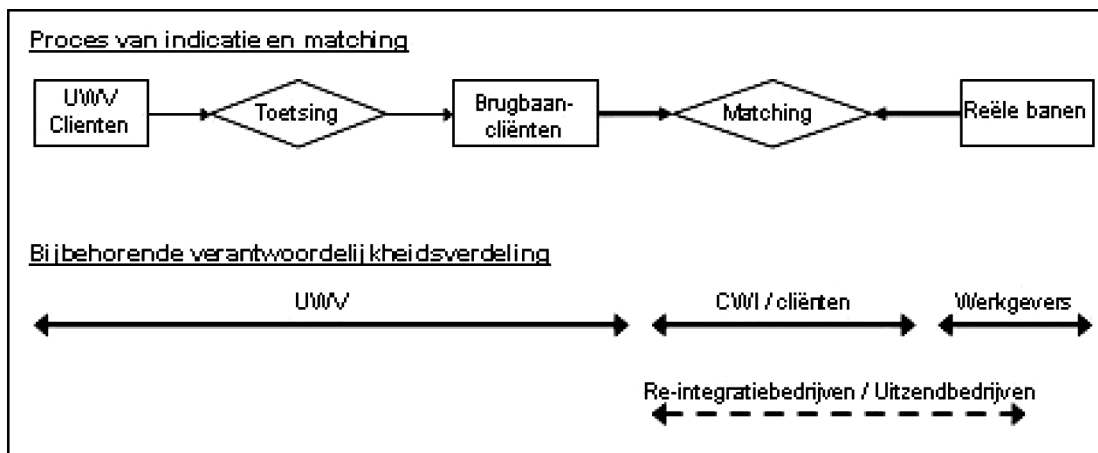 Proces van indicatie en matching
UWV
Clienten
Toetsing
Brugbaan-
cliënten
Matching
Reële banen
Bijbehorende verantwoordelijkheidsverdeling
UWV
CWI / cliënten
Werkgevers
Re-integratiebedrijven / Uitzendbedrijven